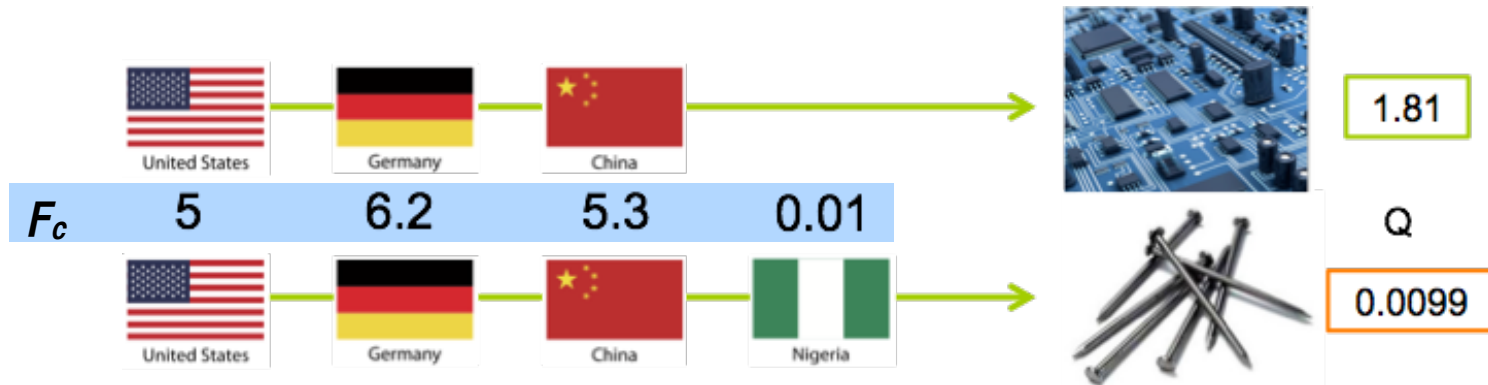 United States
Germany
China
1.81
Fc 5 6.2 5.3 0.01
Q
United States
Germany
China
Nigeria
0.0099